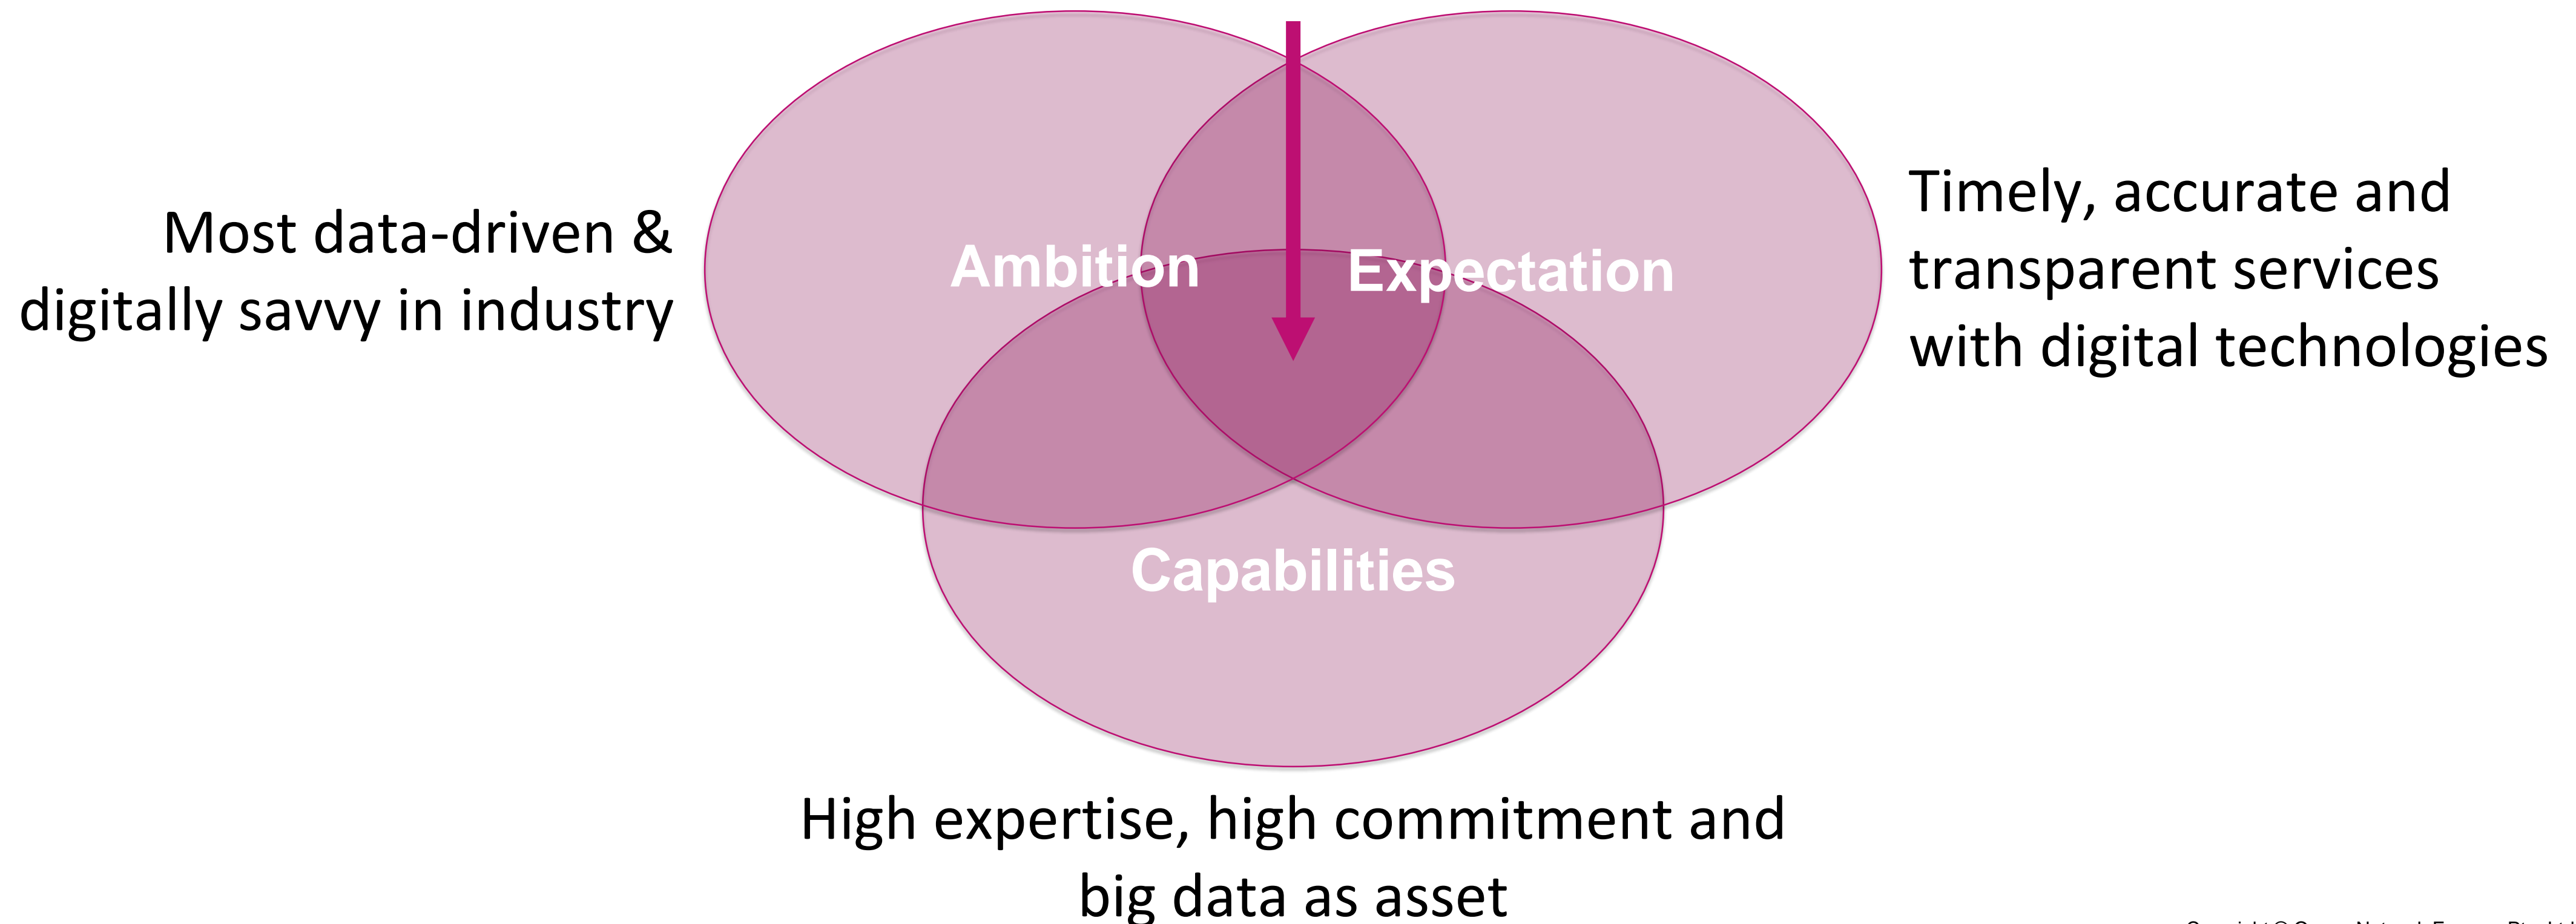 Most data-driven &
digitally savvy in industry
Ambition
Expectation
Timely, accurate and
transparent services
with digital technologies
Capabilities
High expertise, high commitment and
big data as asset